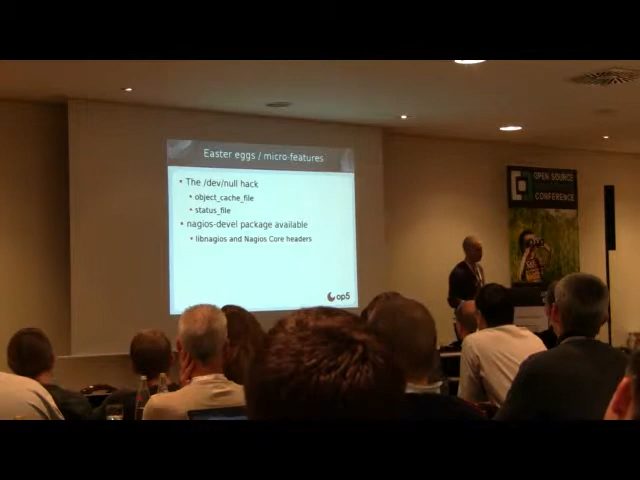 Easter eggs / micro-features
• The /dev/null hack
• object_cache_file
• status_file
• nagios-devel package available
• libnagios and Nagios Core headers
op5
OPEN SOURCE
CONFERENCE